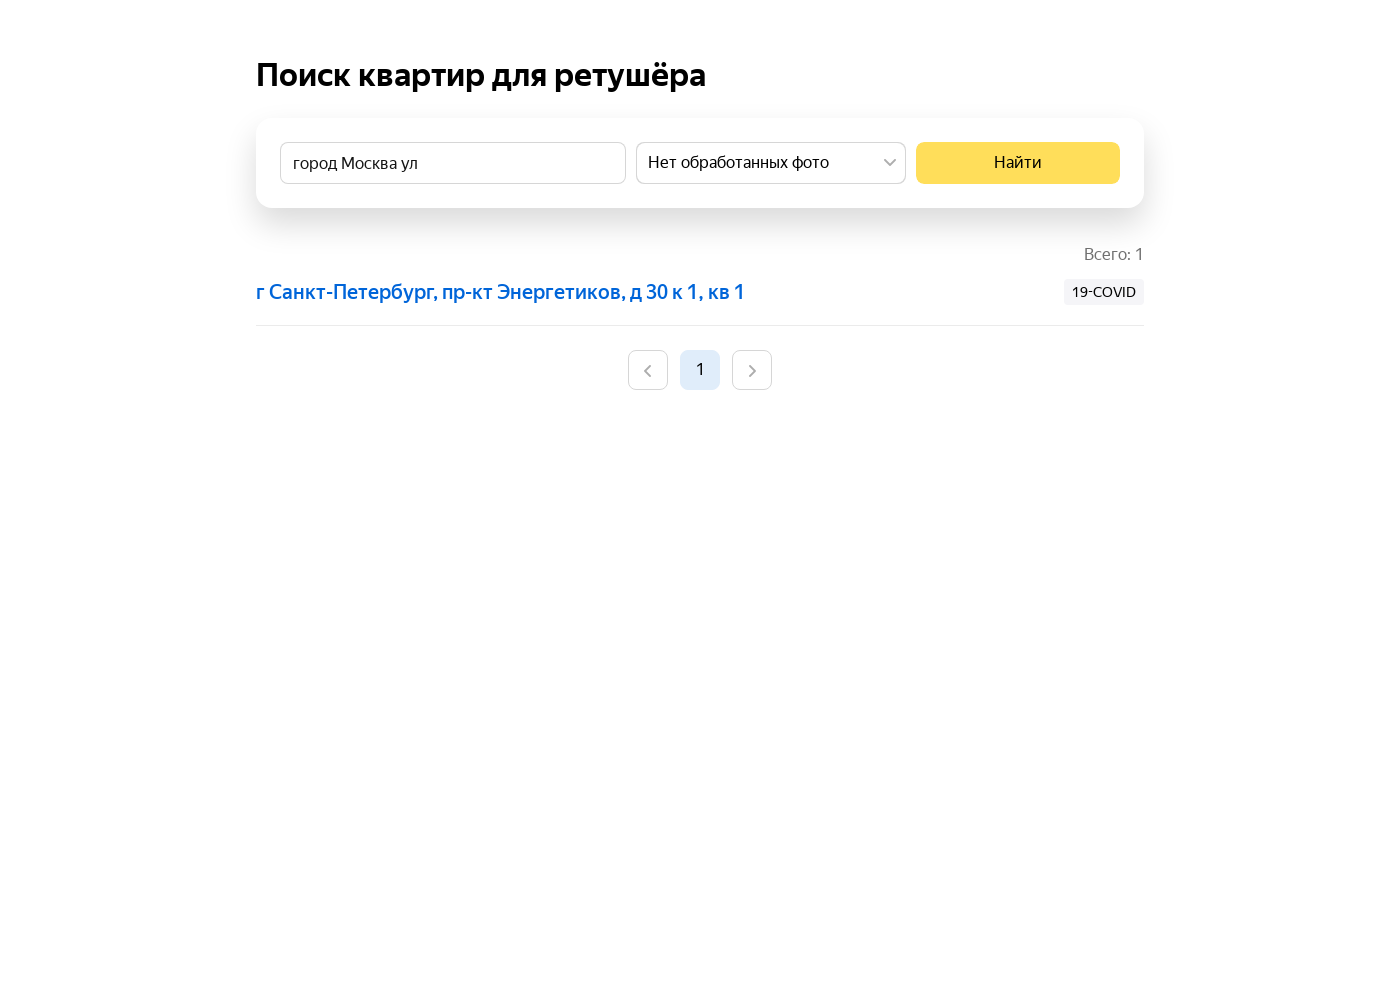 Поиск квартир для ретушёра
город Москва ул
Нет обработанных фото
Найти
Всего: 1
г Санкт-Петербург, пр-кт Энергетиков, д 30 к 1, кв 1
19-COVID
1